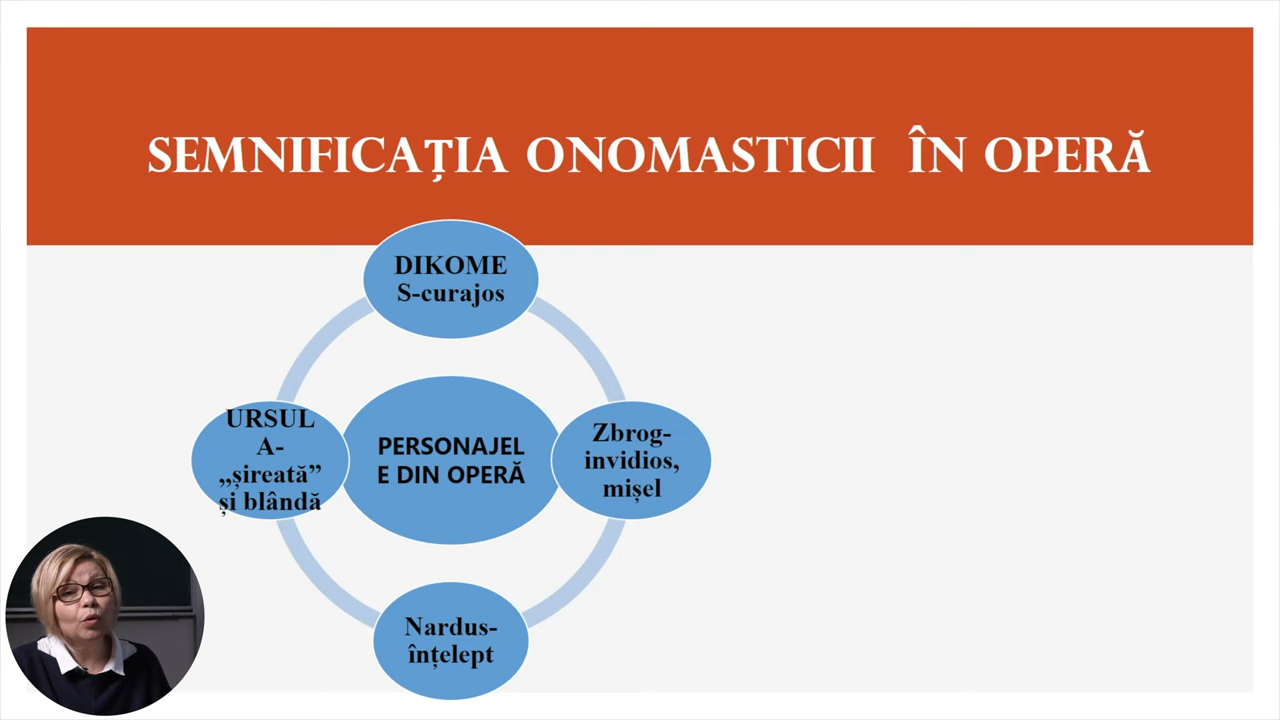 SEMNIFICAȚIA ONOMASTICII ÎN OPERĂ
DIKOME
S-curajos
URSUL
A-
„șireată”
și blândă
PERSONAJEL
E DIN OPERĂ
Zbrog-
invidios,
mișel
Nardus-
înțelept